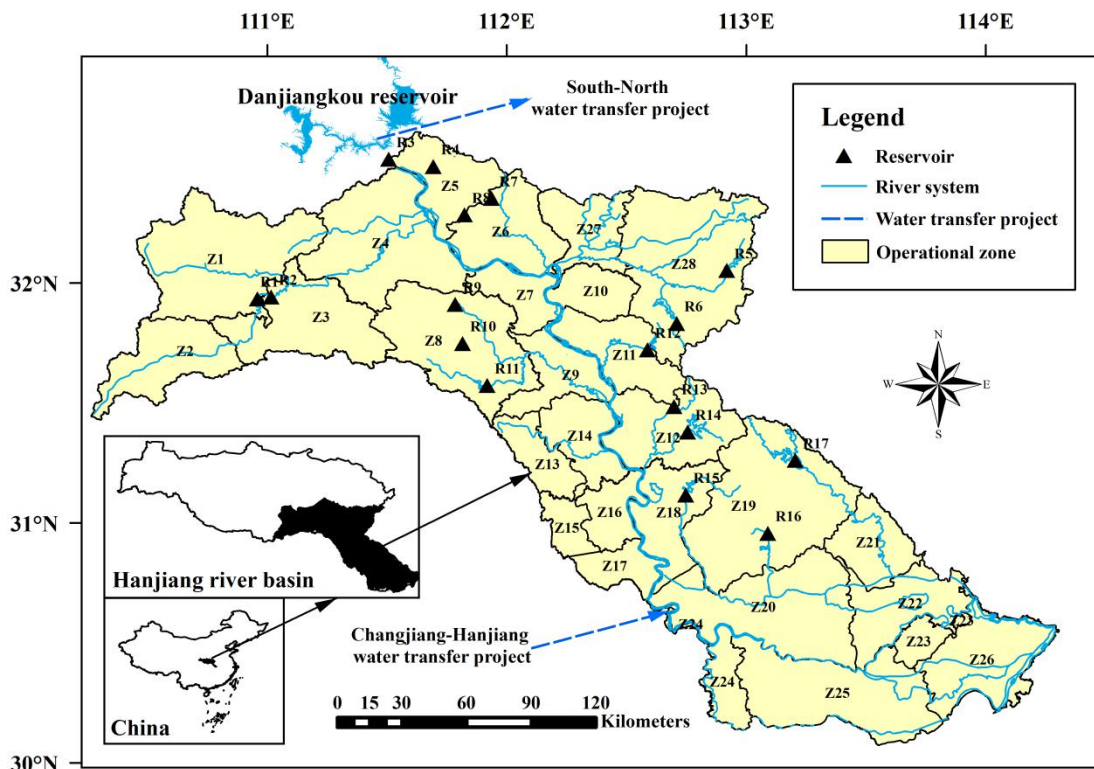 111°E 112°E 113°E 114°E
South-North
water transfer project
Danjiangkou reservoir
Legend
Reservoir
River system
Water transfer project
Operational zone
R3
R4
Z5
R7
R8
Z6
Z27
Z4
Z1
Z28
R5
32°N
R1
R2
R9
Z7
Z10
Z3
R6
R10
Z8
R12
Z11
Z2
R11
Z9
R13
R14
Z14
Z12
Z13
R17
N
W E
S
R15
Z16
Z18
Z19
R16
31°N
Z15
Z21
Z17
Hanjiang river basin
Z20
Z22
Z24
Z23
Changjiang-Hanjiang
water transfer project
Z26
Z24
Z25
0 15 30 60 90 120
Kilometers
China
30°N